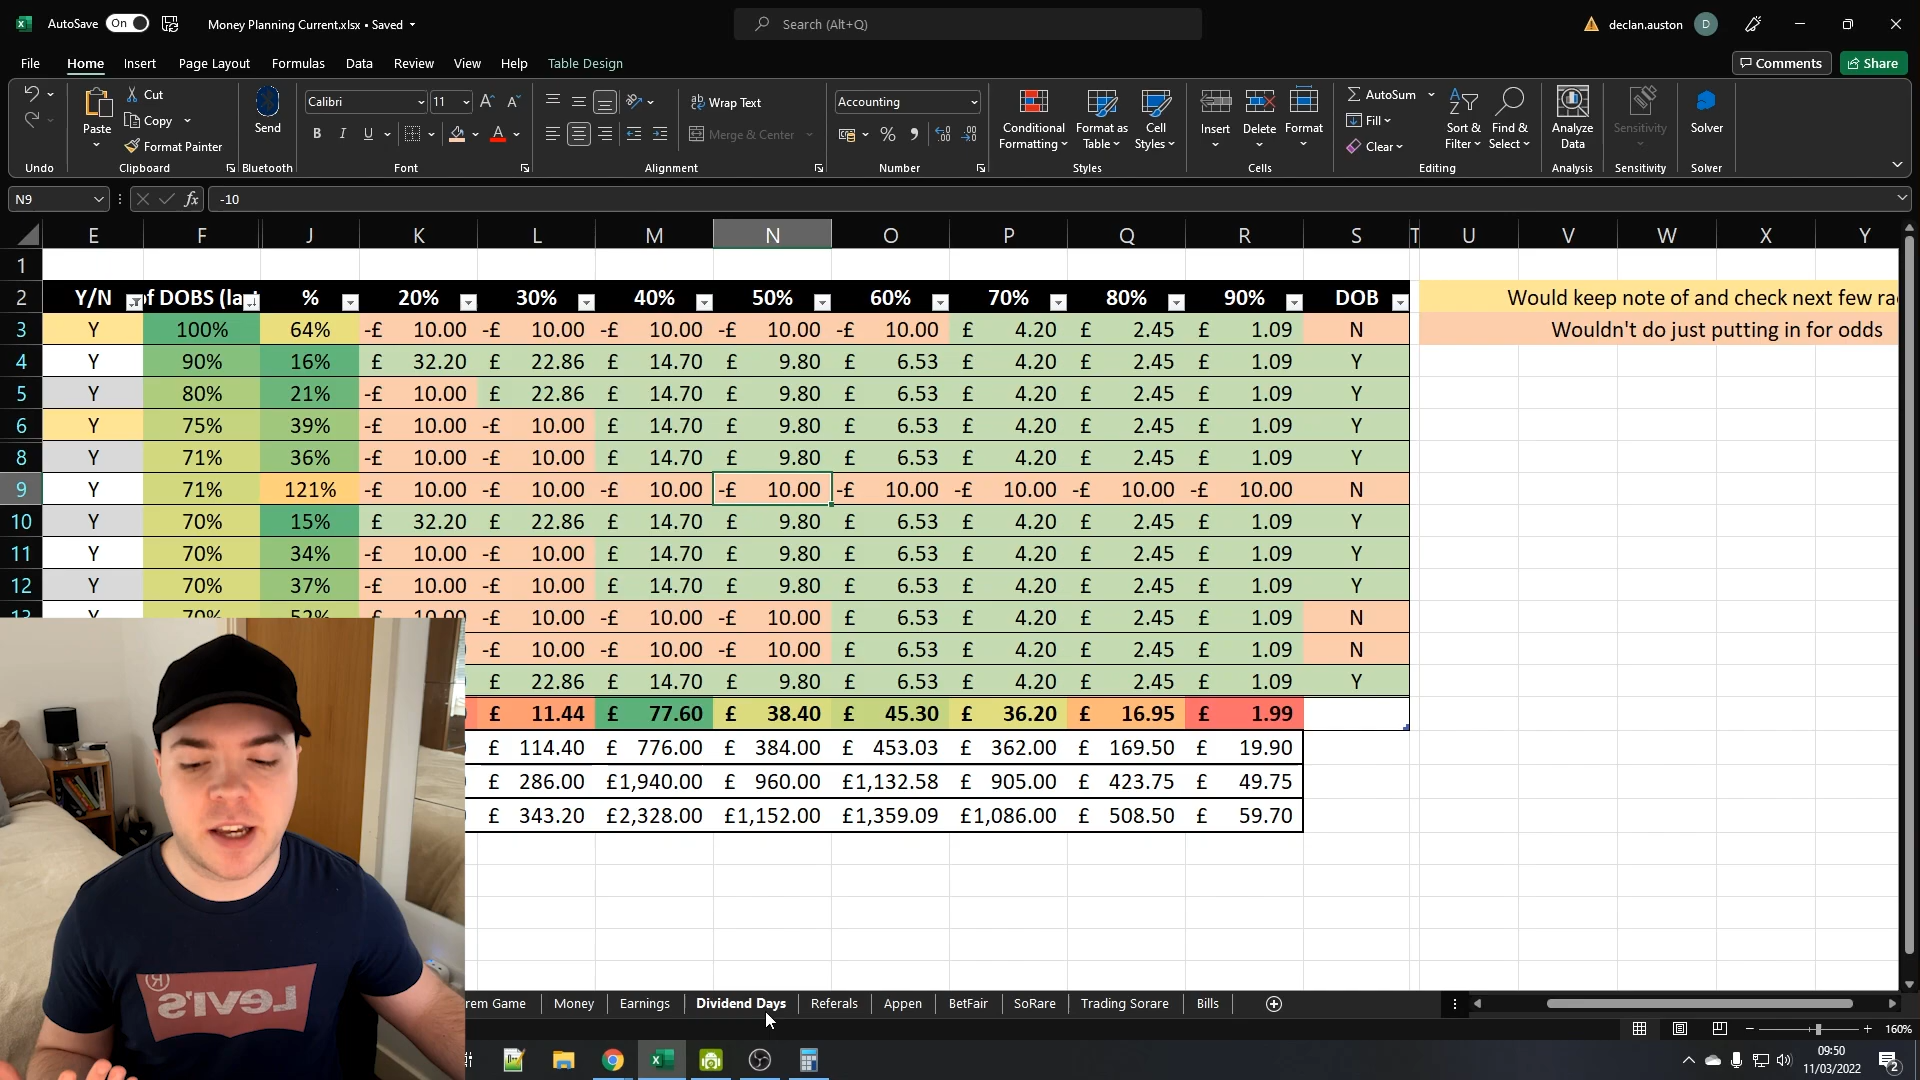 AutoSave On Money Planning Current.xlsx • Saved Search (Alt+Q) declan.auston D
File Home Insert Page Layout Formulas Data Review View Help Table Design Comments Share
Cut
Copy
Format Painter
Paste
Send
Calibri 11
B I U
Wrap Text
Merge & Center
Accounting
Conditional Formatting
Format as Table
Cell Styles
Insert
Delete
Format
AutoSum
Fill
Clear
Sort & Filter
Find & Select
Analyze Data
Sensitivity
Solver
Undo Clipboard Bluetooth Font Alignment Number Styles Cells Editing Analysis Sensitivity Solver
N9 fx -10
E F J K L M N O P Q R S T U V W X Y
1
2 Y/N of DOBS % 20% 30% 40% 50% 60% 70% 80% 90% DOB Would keep note of and check next few
3 Y 100% 64% -£ 10.00 -£ 10.00 -£ 10.00 -£ 10.00 -£ 10.00 £ 4.20 £ 2.45 £ 1.09 N Wouldn't do just putting in for odds
4 Y 90% 16% £ 32.20 £ 22.86 £ 14.70 £ 9.80 £ 6.53 £ 4.20 £ 2.45 £ 1.09 Y
5 Y 80% 21% -£ 10.00 £ 22.86 £ 14.70 £ 9.80 £ 6.53 £ 4.20 £ 2.45 £ 1.09 Y
6 Y 75% 39% -£ 10.00 -£ 10.00 £ 14.70 £ 9.80 £ 6.53 £ 4.20 £ 2.45 £ 1.09 Y
8 Y 71% 36% -£ 10.00 -£ 10.00 £ 14.70 £ 9.80 £ 6.53 £ 4.20 £ 2.45 £ 1.09 Y
9 Y 71% 121% -£ 10.00 -£ 10.00 -£ 10.00 -£ 10.00 -£ 10.00 -£ 10.00 -£ 10.00 -£ 10.00 N
10 Y 70% 15% £ 32.20 £ 22.86 £ 14.70 £ 9.80 £ 6.53 £ 4.20 £ 2.45 £ 1.09 Y
11 Y 70% 34% -£ 10.00 -£ 10.00 £ 14.70 £ 9.80 £ 6.53 £ 4.20 £ 2.45 £ 1.09 Y
12 Y 70% 37% -£ 10.00 -£ 10.00 £ 14.70 £ 9.80 £ 6.53 £ 4.20 £ 2.45 £ 1.09 Y
13 Y 70% 52% -£ 10.00 -£ 10.00 -£ 10.00 -£ 10.00 £ 6.53 £ 4.20 £ 2.45 £ 1.09 N
-£ 10.00 -£ 10.00 -£ 10.00 £ 6.53 £ 4.20 £ 2.45 £ 1.09 N
£ 22.86 £ 14.70 £ 9.80 £ 6.53 £ 4.20 £ 2.45 £ 1.09 Y
£ 11.44 £ 77.60 £ 38.40 £ 45.30 £ 36.20 £ 16.95 £ 1.99
£ 114.40 £ 776.00 £ 384.00 £ 453.03 £ 362.00 £ 169.50 £ 19.90
£ 286.00 £1,940.00 £ 960.00 £1,132.58 £ 905.00 £ 423.75 £ 49.75
£ 343.20 £2,328.00 £1,152.00 £1,359.09 £1,086.00 £ 508.50 £ 59.70
LEVI'S ®
Game Money Earnings Dividend Days Referrals Appen BetFair SoRare Trading Sorare Bills
160%
09:50
11/03/2022
2